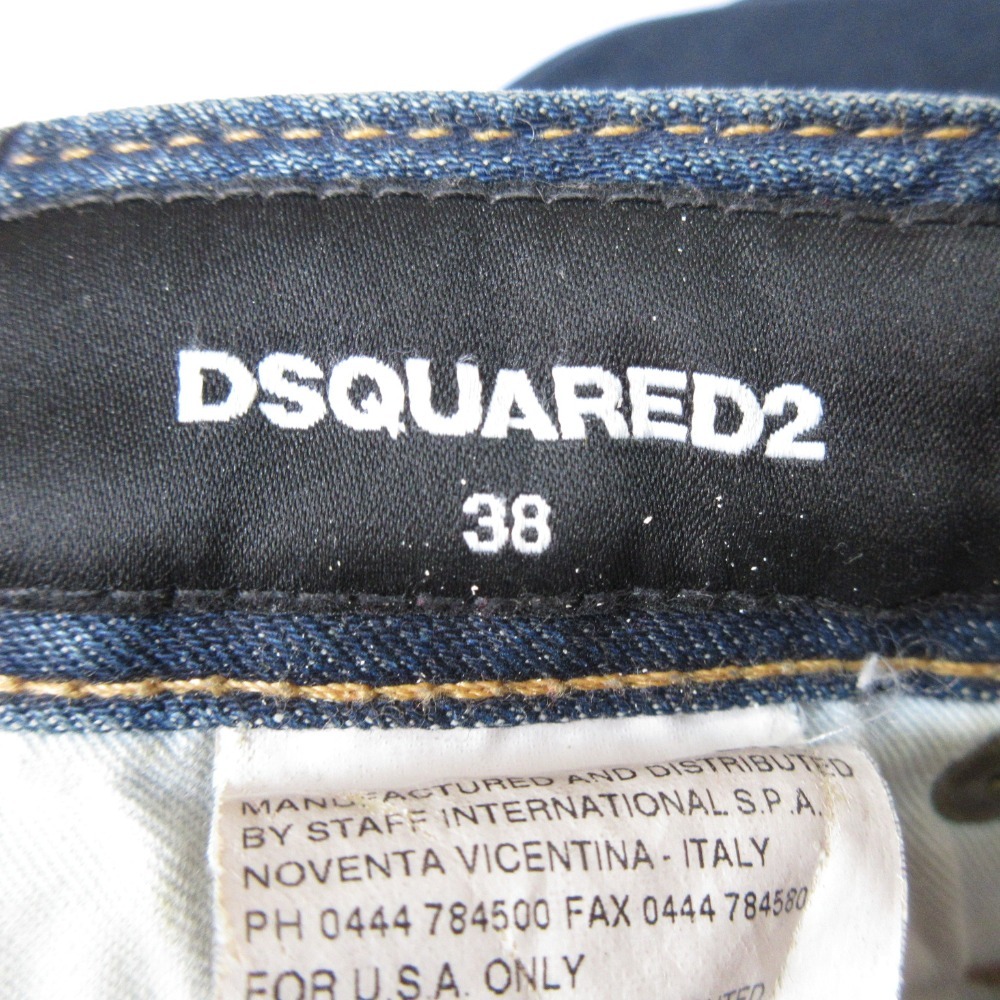 DSQUARED2
38
MANUFACTURED AND DISTRIBUTED
BY STAFF INTERNATIONAL S.P.A.
NOVENTA VICENTINA - ITALY
PH 0444 784500 FAX 0444 784580
FOR U.S.A. ONLY